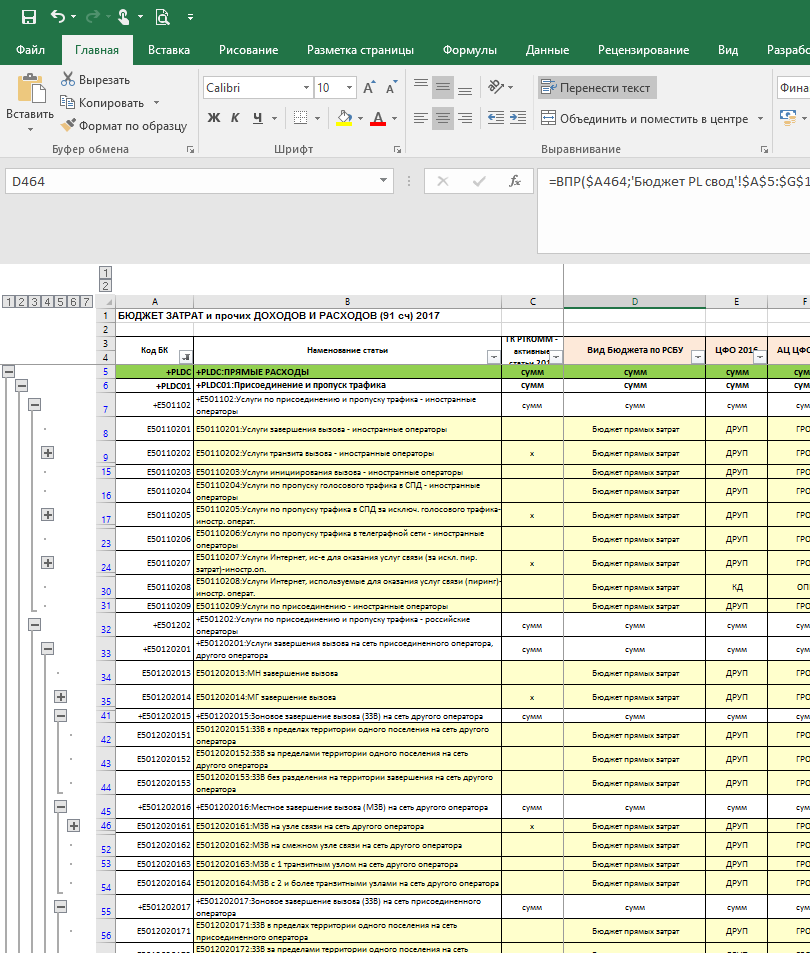 Файл Главная Вставка Рисование Разметка страницы Формулы Данные Рецензирование Вид Разрабо
Вставить
Вырезать
Копировать
Формат по образцу
Буфер обмена
Calibri 10 A A
Ж К Ч А
Шрифт
Перенести текст
Объединить и поместить в центре
Выравнивание
Фина
D464
fx
=ВПР($A464;'Бюджет PL свод'!$A$5:$G$1
1
2
1 2 3 4 5 6 7
A B C D E F
1 БЮДЖЕТ ЗАТРАТ и прочих ДОХОДОВ И РАСХОДОВ (91 сч) 2017
2
3
4
Код БК
Наменование статьи
активные
Вид Бюджета по РСБУ
АЦ ЦФО
5 +PLDC +PLDC:ПРЯМЫЕ РАСХОДЫ сумм сумм сумм сумм
6 +PLDC01 +PLDC01:Присоединение и пропуск трафика сумм сумм сумм сумм
7 +E501102 +E501102:Услуги по присоединению и пропуску трафика - иностранные
операторы сумм сумм сумм сум
8 E50110201 E50110201:Услуги завершения вызова - иностранные операторы Бюджет прямых затрат ДРУП ГРО
9 E50110202 E50110202:Услуги транзита вызова - иностранные операторы x Бюджет прямых затрат ДРУП ГРО
15 E50110203 E50110203:Услуги инициирования вызова - иностранные операторы Бюджет прямых затрат ДРУП ГРО
16 E50110204 E50110204:Услуги по пропуску голосового трафика в СПД - иностранные
операторы Бюджет прямых затрат ДРУП ГРО
17 E50110205 E50110205:Услуги по пропуску трафика в СПД за исключ. голосового трафика-
иностр. операт. x Бюджет прямых затрат ДРУП ГРО
23 E50110206 E50110206:Услуги по пропуску трафика в телеграфной сети - иностранные
операторы Бюджет прямых затрат ДРУП ГРО
24 E50110207 E50110207:Услуги Интернет, ис-е для оказания услуг связи (за искл. пир.
затрат)-иностр.оп. x Бюджет прямых затрат ДРУП ГРО
30 E50110208 E50110208:Услуги Интернет, используемые для оказания услуг связи (пиринг)-
иностр. операт. Бюджет прямых затрат КД ОП
31 E50110209 E50110209:Услуги по присоединению - иностранные операторы Бюджет прямых затрат ДРУП ГРО
32 +E501202 +E501202:Услуги по присоединению и пропуску трафика - российские
операторы сумм сумм сумм сум
33 +E50120201 +E50120201:Услуги завершения вызова на сеть присоединенного оператора,
другого оператора сумм сумм сумм сум
34 E501202013 E501202013:МН завершение вызова Бюджет прямых затрат ДРУП ГРО
35 E501202014 E501202014:МГ завершение вызова x Бюджет прямых затрат ДРУП ГРО
41 +E501202015 +E501202015:Зоновое завершение вызова (ЗЗВ) на сеть другого оператора сумм сумм сумм сум
42 E5012020151 E5012020151:ЗЗВ в пределах территории одного поселения на сеть другого
оператора Бюджет прямых затрат ДРУП ГРО
43 E5012020152 E5012020152:ЗЗВ за пределами территории одного поселения на сеть
другого оператора Бюджет прямых затрат ДРУП ГРО
44 E5012020153 E5012020153:ЗЗВ без разделения на территории завершения на сеть другого
оператора Бюджет прямых затрат ДРУП ГРО
45 +E501202016 +E501202016:Местное завершение вызова (МЗВ) на сеть другого оператора сумм сумм сумм сум
46 E5012020161 E5012020161:МЗВ на узле связи на сеть другого оператора x Бюджет прямых затрат ДРУП ГРО
52 E5012020162 E5012020162:МЗВ на смежном узле связи на сеть другого оператора Бюджет прямых затрат ДРУП ГРО
53 E5012020163 E5012020163:МЗВ с 1 транзитным узлом на сеть другого оператора Бюджет прямых затрат ДРУП ГРО
54 E5012020164 E5012020164:МЗВ с 2 и более транзитными узлами на сеть другого оператора Бюджет прямых затрат ДРУП ГРО
55 +E501202017 +E501202017:Зоновое завершение вызова (ЗЗВ) на сеть присоединенного
оператора сумм сумм сумм сум
56 E5012020171 E5012020171:ЗЗВ в пределах территории одного поселения на сеть
присоединенного оператора Бюджет прямых затрат ДРУП ГРО
E5012020172:ЗЗВ за пределами территории одного поселения на сеть